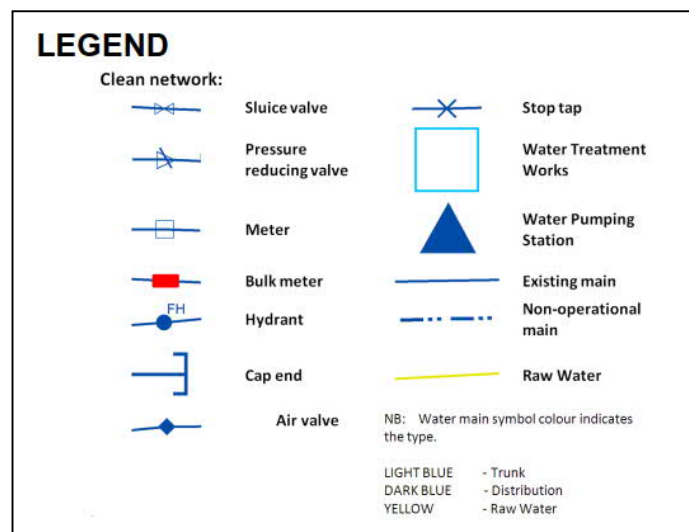 LEGEND
Clean network:
Sluice valve
Stop tap
Pressure
reducing valve
Water Treatment
Works
Meter
Water Pumping
Station
Bulk meter
Existing main
FH
Hydrant
Non-operational
main
Cap end
Raw Water
Air valve
NB: Water main symbol colour indicates
the type.
LIGHT BLUE - Trunk
DARK BLUE - Distribution
YELLOW - Raw Water